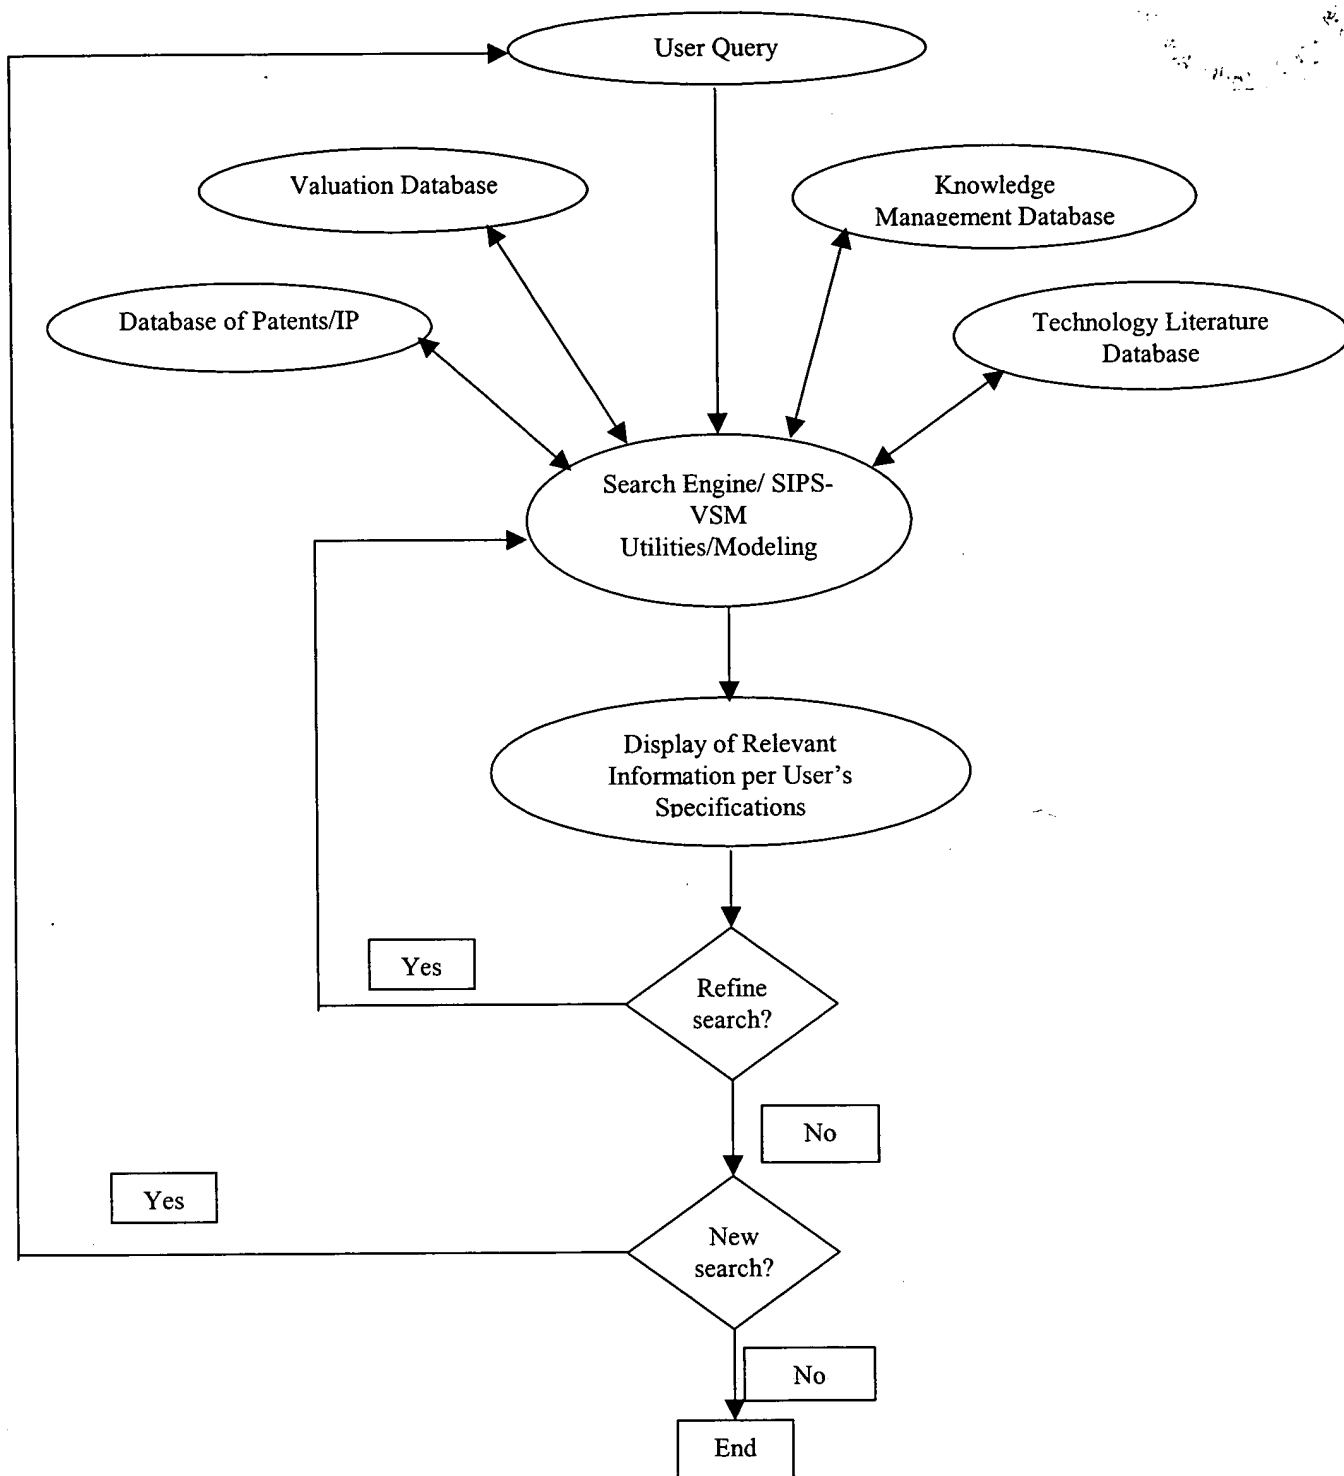 User Query
Valuation Database
Knowledge
Management Database
Database of Patents/IP
Technology Literature
Database
Search Engine/ SIPS-
VSM
Utilities/Modeling
Display of Relevant
Information per User's
Specifications
Yes
Refine
search?
No
Yes
New
search?
No
End